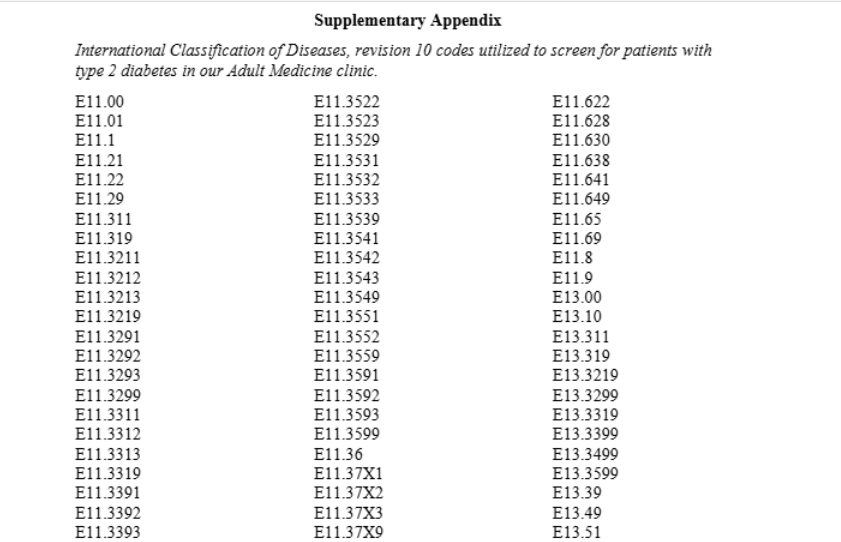 Supplementary Appendix
International Classification of Diseases, revision 10 codes utilized to screen for patients with
type 2 diabetes in our Adult Medicine clinic.
E11.00 E11.3522 E11.622
E11.01 E11.3523 E11.628
E11.1 E11.3529 E11.630
E11.21 E11.3531 E11.638
E11.22 E11.3532 E11.641
E11.29 E11.3533 E11.649
E11.311 E11.3539 E11.65
E11.319 E11.3541 E11.69
E11.3211 E11.3542 E11.8
E11.3212 E11.3543 E11.9
E11.3213 E11.3549 E13.00
E11.3219 E11.3551 E13.10
E11.3291 E11.3552 E13.311
E11.3292 E11.3559 E13.319
E11.3293 E11.3591 E13.3219
E11.3299 E11.3592 E13.3299
E11.3311 E11.3593 E13.3319
E11.3312 E11.3599 E13.3399
E11.3313 E11.36 E13.3499
E11.3319 E11.37X1 E13.3599
E11.3391 E11.37X2 E13.39
E11.3392 E11.37X3 E13.49
E11.3393 E11.37X9 E13.51